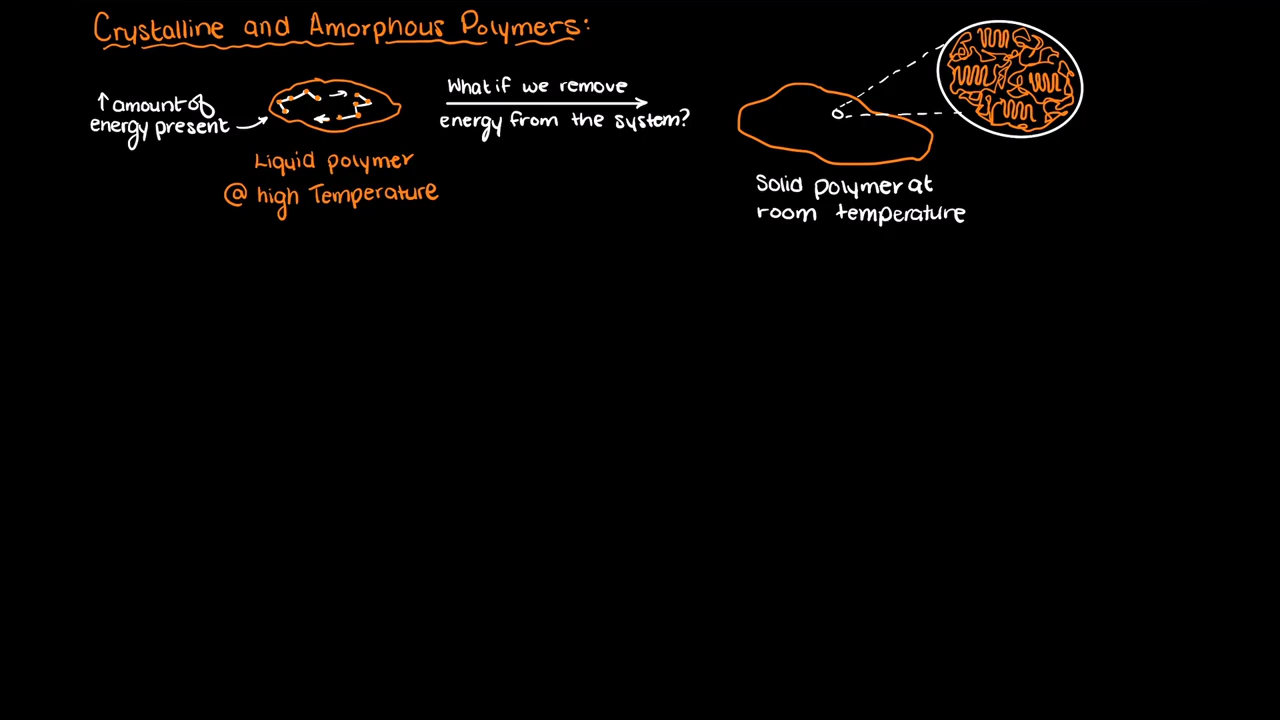 Crystalline and Amorphous Polymers:
↑ amount of
energy present
Liquid polymer
@ high Temperature
What if we remove
energy from the system?
Solid polymer at
room temperature